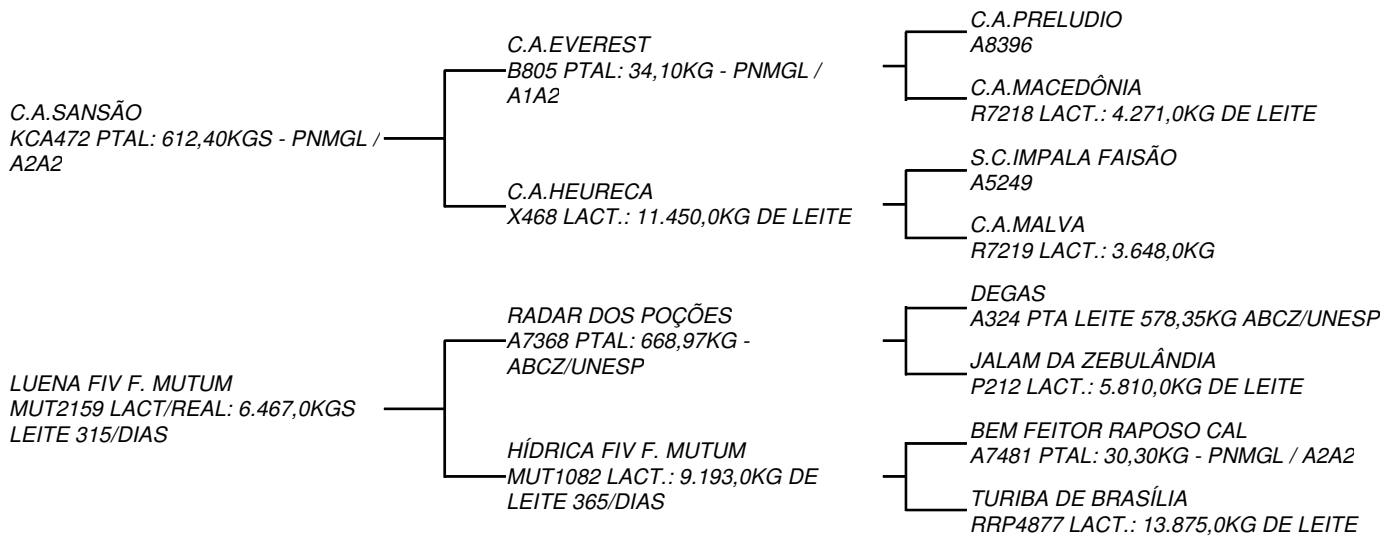 C.A.SANSÃO
KCA472 PTAL: 612,40KGS - PNMGL /
A2A2
LUENA FIV F. MUTUM
MUT2159 LACT/REAL: 6.467,0KGS
LEITE 315/DIAS
C.A.EVEREST
B805 PTAL: 34,10KG - PNMGL /
A1A2
C.A.HEURECA
X468 LACT.: 11.450,0KG DE LEITE
RADAR DOS POÇÕES
A7368 PTAL: 668,97KG -
ABCZ/UNESP
HÍDRICA FIV F. MUTUM
MUT1082 LACT.: 9.193,0KG DE
LEITE 365/DIAS
C.A.PRELUDIO
A8396
C.A.MACEDÔNIA
R7218 LACT.: 4.271,0KG DE LEITE
S.C.IMPALA FAISÃO
A5249
C.A.MALVA
R7219 LACT.: 3.648,0KG
DEGAS
A324 PTA LEITE 578,35KG ABCZ/UNESP
JALAM DA ZEBULÂNDIA
P212 LACT.: 5.810,0KG DE LEITE
BEM FEITOR RAPOSO CAL
A7481 PTAL: 30,30KG - PNMGL / A2A2
TURIBA DE BRASÍLIA
RRP4877 LACT.: 13.875,0KG DE LEITE